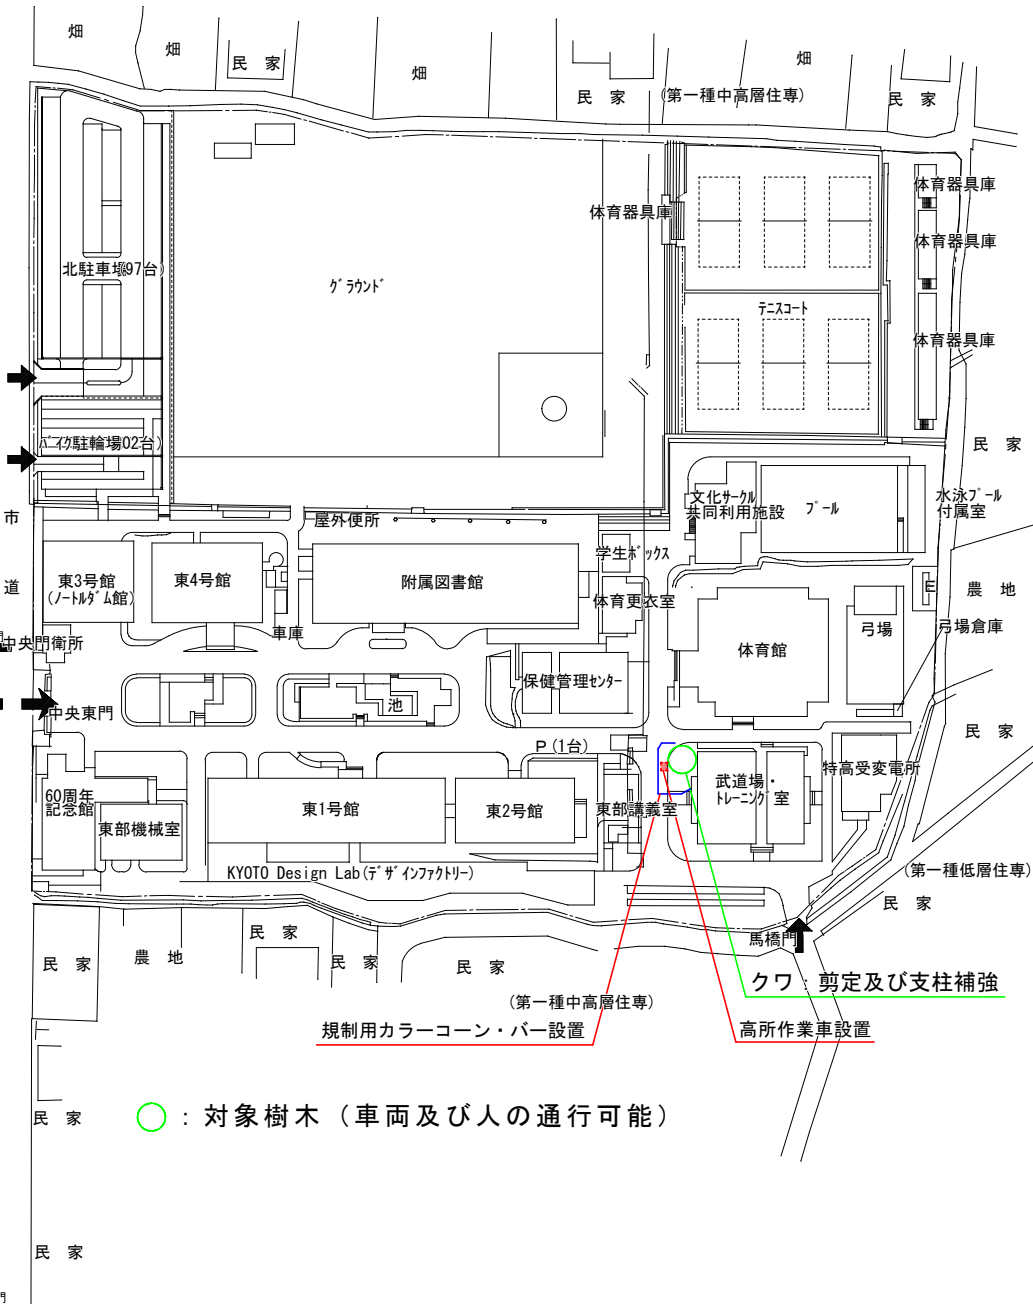 畑
畑
民 家
畑
畑
民 家
(第一種中高層住専)
民 家
体育器具庫
体育器具庫
体育器具庫
体育器具庫
北駐車場97台)
グラウンド
テニスコート
バイク駐輪場02台)
民 家
市
道
屋外便所
文化サークル
共同利用施設
プール
水泳プール
付属室
東3号館
(ノートルダム館)
東4号館
附属図書館
学生ボックス
体育更衣室
E
農 地
車庫
中央門衛所
体育館
弓場
弓場倉庫
保健管理センター
池
中央東門
民 家
P(1台)
60周年
記念館
東部機械室
東1号館
東2号館
東部講義室
武道場・
トレーニング室
特高受変電所
KYOTO Design Lab(デザインファクトリー)
(第一種低層住専)
民 家
民 家
農 地
民 家
民 家
民 家
馬橋門
クワ：剪定及び支柱補強
(第一種中高層住専)
規制用カラーコーン・バー設置
高所作業車設置
民 家
：対象樹木（車両及び人の通行可能）
民 家
門